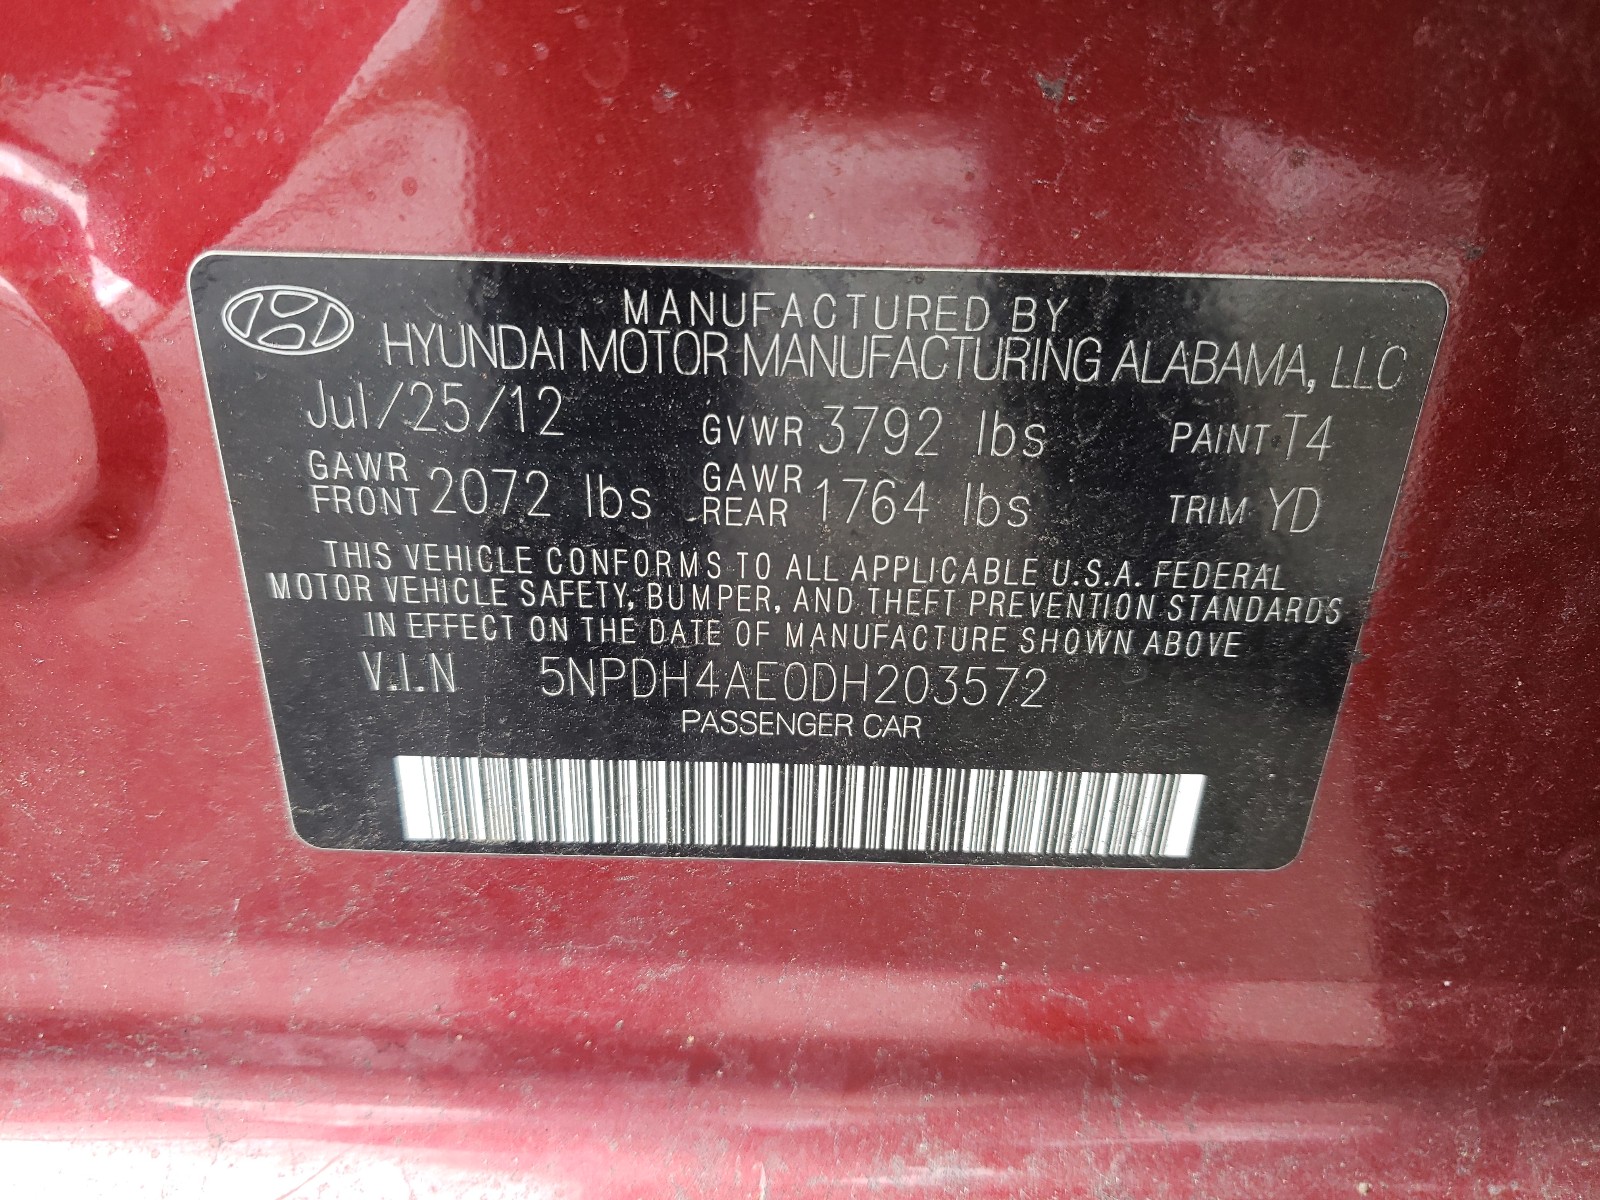 MANUFACTURED BY
HYUNDAI MOTOR MANUFACTURING ALABAMA, LLC
Jul/25/12 GVWR 3792 lbs PAINT T4
GAWR FRONT 2072 lbs GAWR REAR 1764 lbs TRIM YD
THIS VEHICLE CONFORMS TO ALL APPLICABLE U.S.A. FEDERAL
MOTOR VEHICLE SAFETY, BUMPER, AND THEFT PREVENTION STANDARDS
IN EFFECT ON THE DATE OF MANUFACTURE SHOWN ABOVE
V.I.N 5NPDH4AE0DH203572
PASSENGER CAR